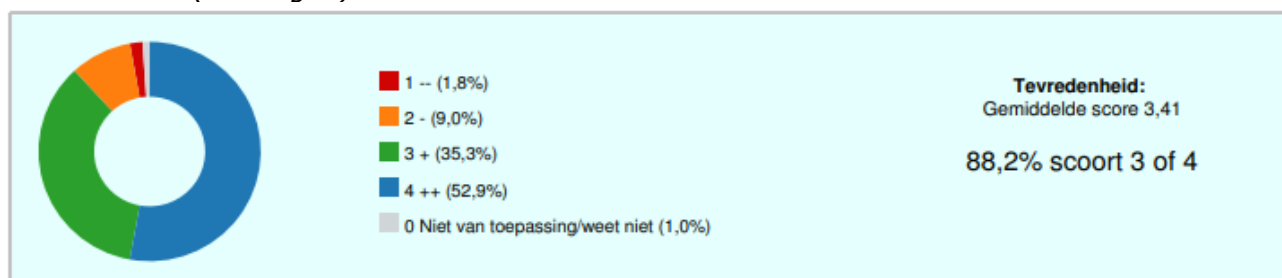 1 -- (1,8%)
2 - (9,0%)
3 + (35,3%)
4 ++ (52,9%)
0 Niet van toepassing/weet niet (1,0%)
Tevredenheid:
Gemiddelde score 3,41
88,2% scoort 3 of 4